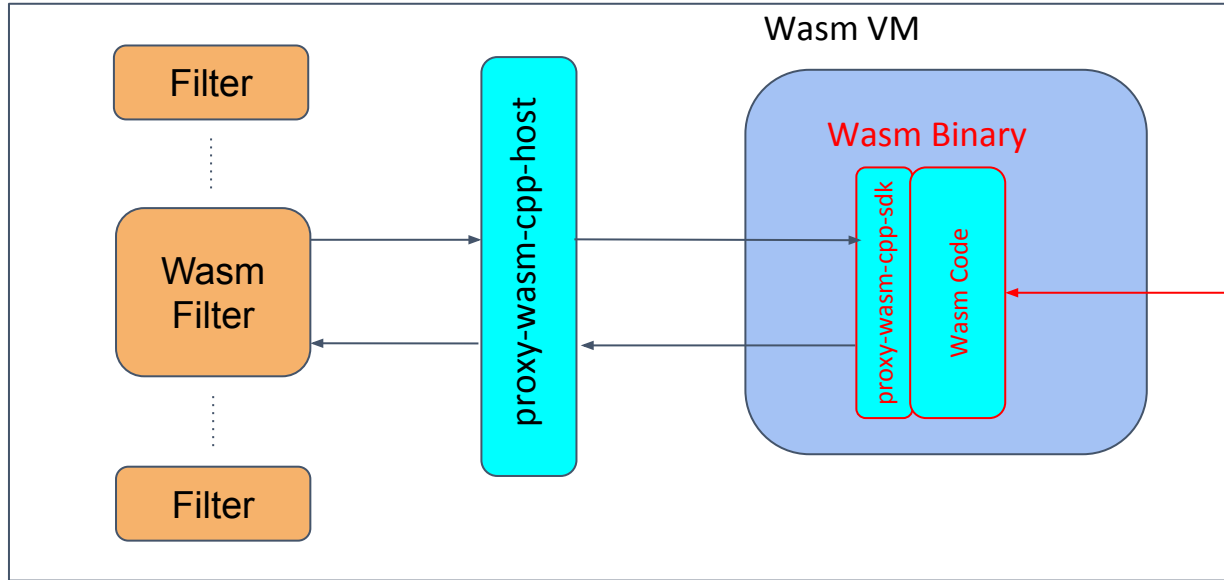 Wasm VM
Filter
proxy-wasm-cpp-host
Wasm Binary
Wasm
Filter
proxy-wasm-cpp-sdk
Wasm Code
Filter